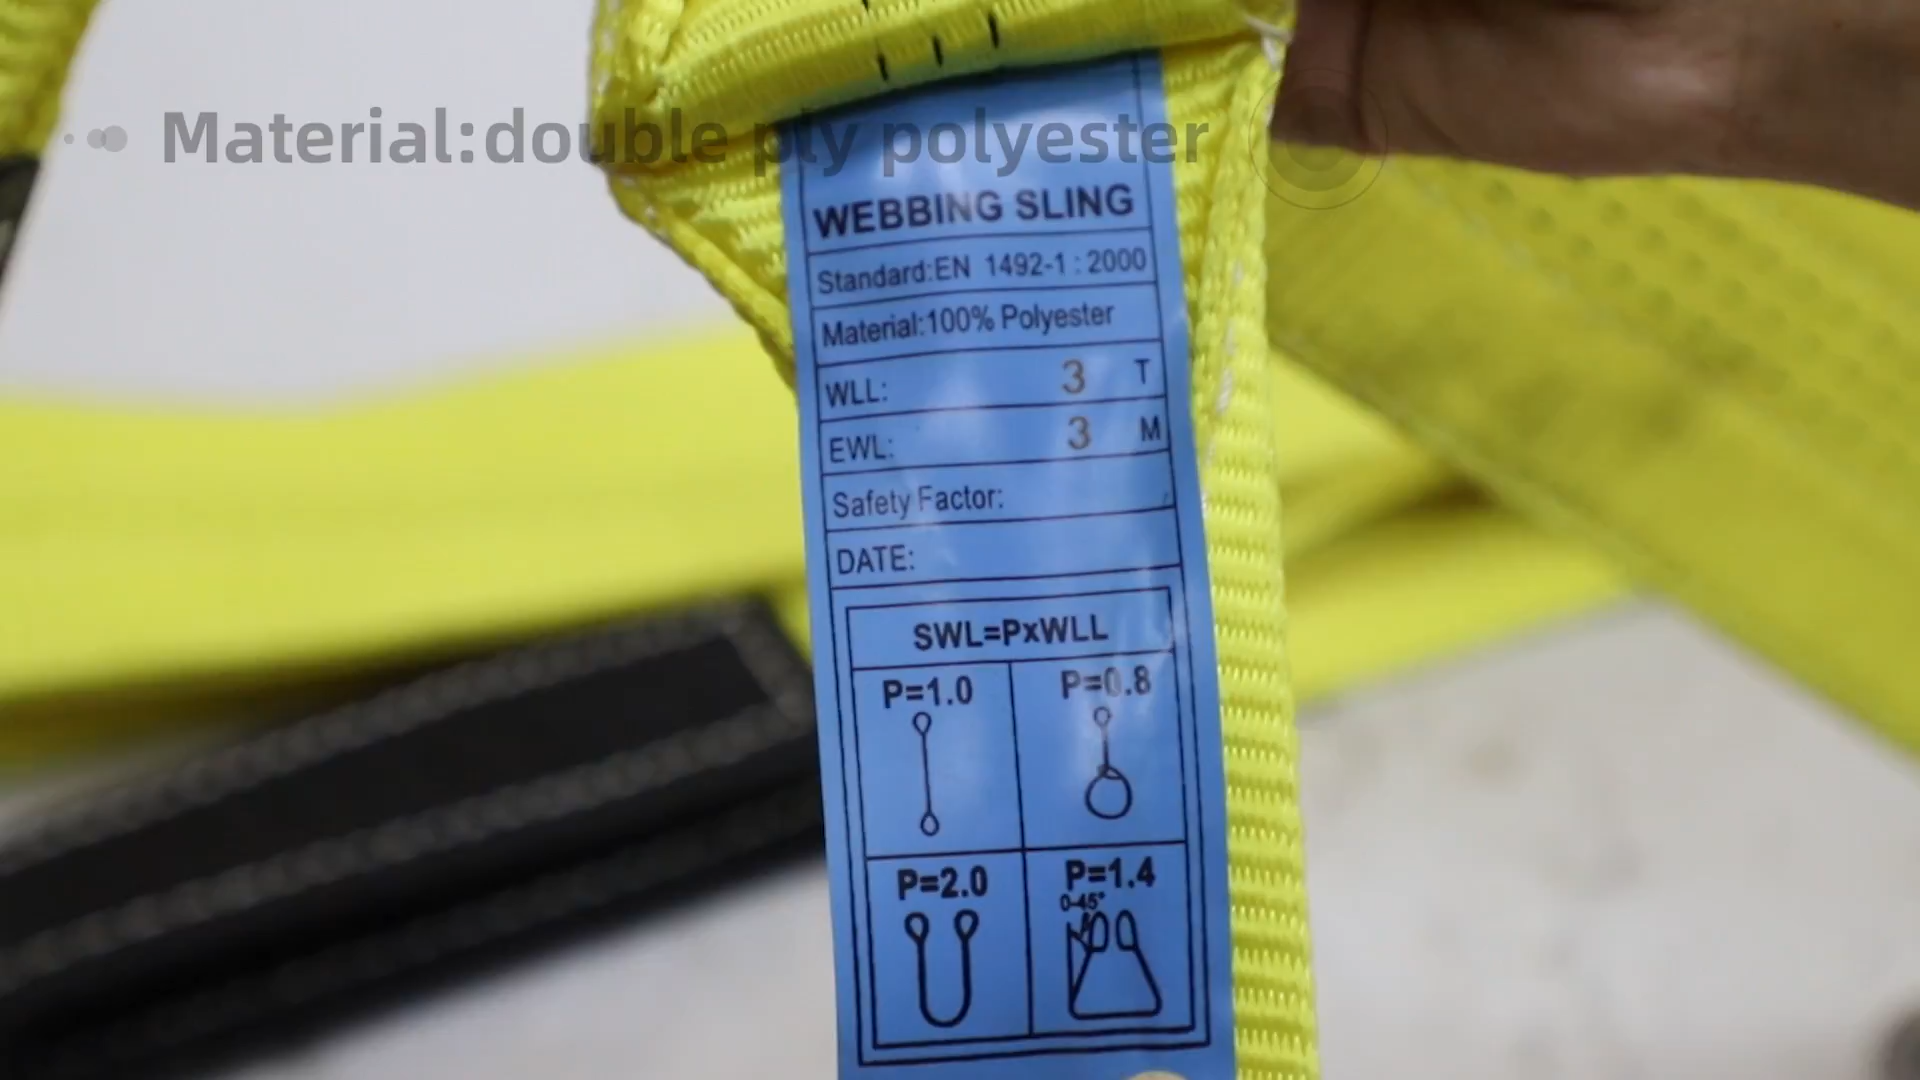 Material:double ply polyester
WEBBING SLING
Standard:EN 1492-1 : 2000
Material:100% Polyester
WLL: 3 T
EWL: 3 M
Safety Factor:
DATE:
SWL=PxWLL
P=1.0 P=0.8
P=2.0 P=1.4
0-45°